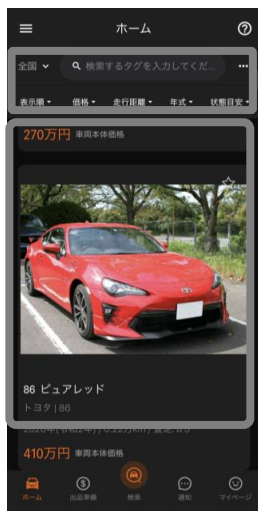 ホーム
全国
検索するタグを入力してくだ...
表示順
価格
走行距離
年式
状態目安
270万円 車両本体価格
86 ピュアレッド
トヨタ | 86
410万円 車両本体価格
ホーム
出品準備
検索
通知
マイページ